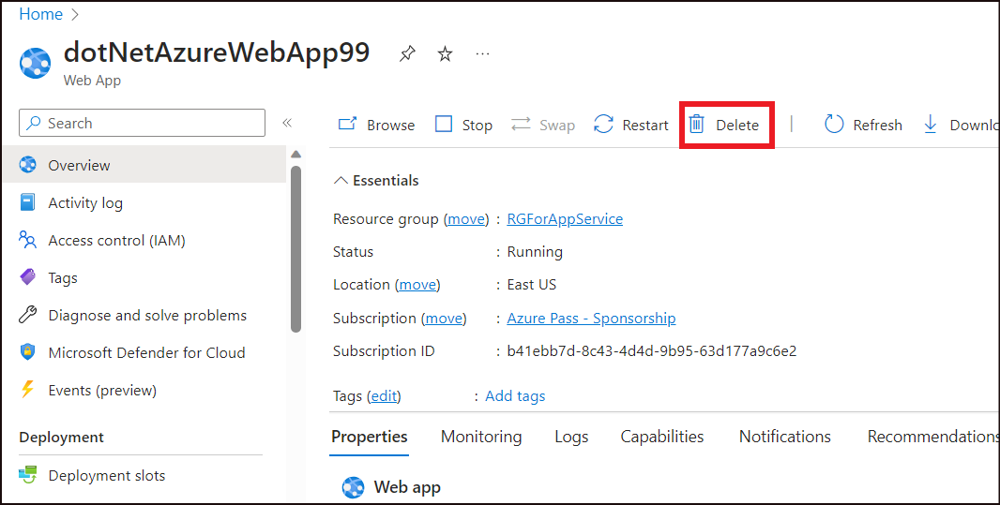 Home
dotNetAzureWebApp99
Web App
Search
Browse Stop Swap Restart Delete Refresh Downlo
Overview
Activity log
Access control (IAM)
Tags
Diagnose and solve problems
Microsoft Defender for Cloud
Events (preview)
Deployment
Deployment slots
Essentials
Resource group (move) : RGForAppService
Status : Running
Location (move) : East US
Subscription (move) : Azure Pass - Sponsorship
Subscription ID : b41ebb7d-8c43-4d4d-9b95-63d177a9c6e2
Tags (edit) : Add tags
Properties Monitoring Logs Capabilities Notifications Recommendations
Web app